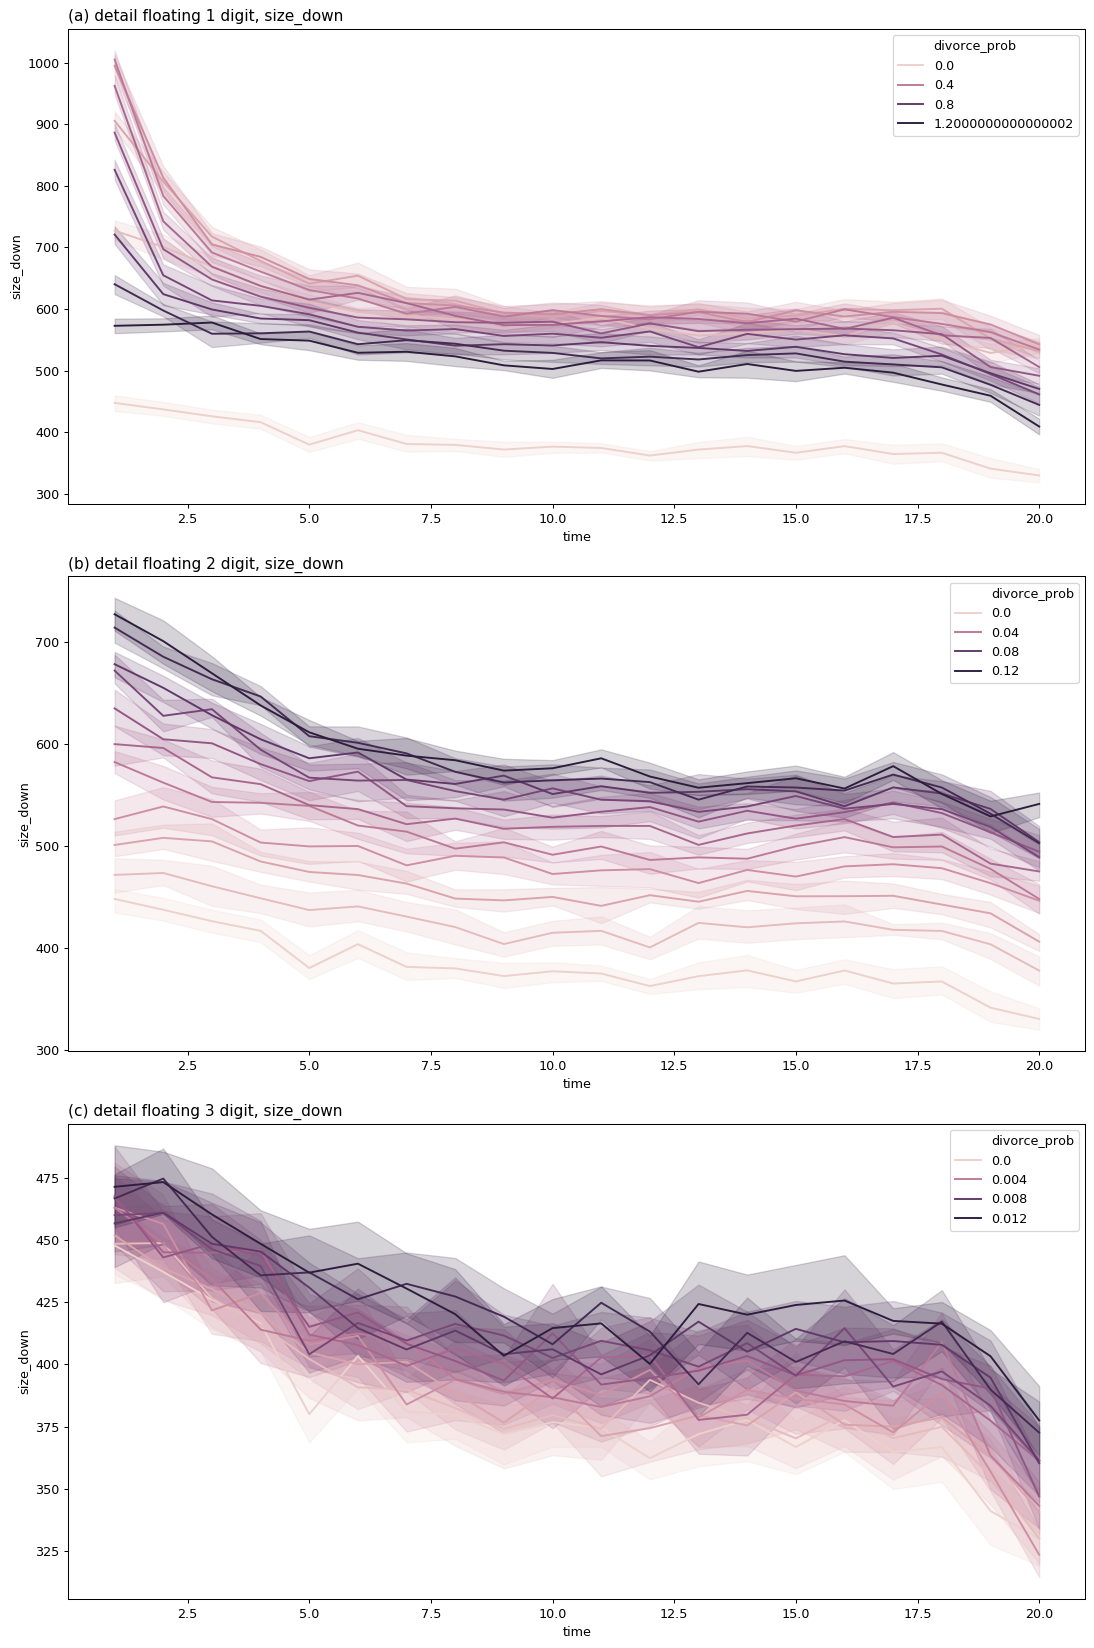 (a) detail floating 1 digit, size_down
divorce_prob
0.0
0.4
0.8
1.2000000000000002
1000
900
800
700
600
500
400
300
size_down
2.5 5.0 7.5 10.0 12.5 15.0 17.5 20.0
time
(b) detail floating 2 digit, size_down
divorce_prob
0.0
0.04
0.08
0.12
700
600
500
400
300
size_down
2.5 5.0 7.5 10.0 12.5 15.0 17.5 20.0
time
(c) detail floating 3 digit, size_down
divorce_prob
0.0
0.004
0.008
0.012
475
450
425
400
375
350
325
size_down
2.5 5.0 7.5 10.0 12.5 15.0 17.5 20.0
time